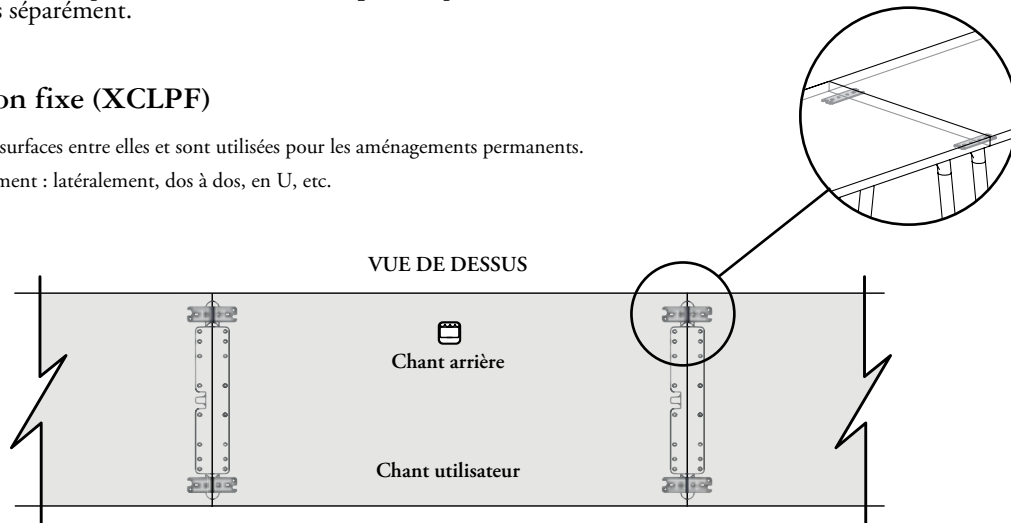 s séparément.
on fixe (XCLPF)
surfaces entre elles et sont utilisées pour les aménagements permanents.
ment : latéralement, dos à dos, en U, etc.
VUE DE DESSUS
Chant arrière
Chant utilisateur